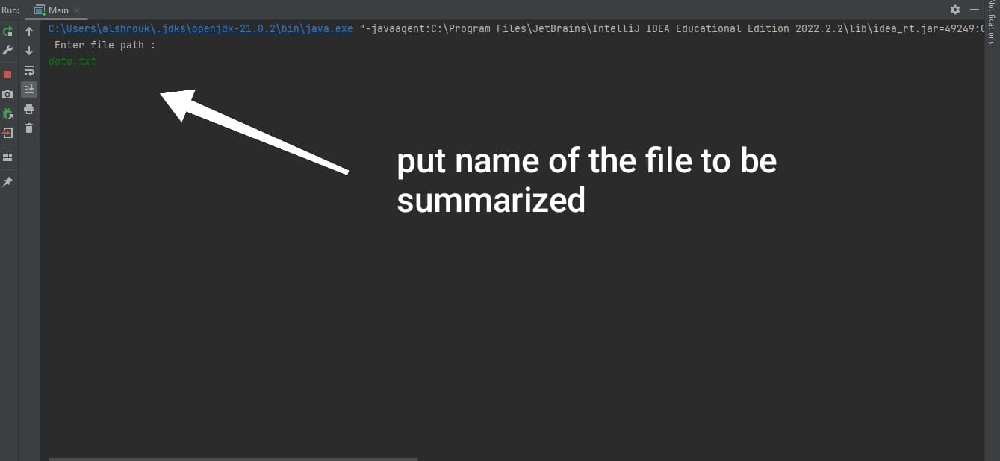 Run: Main
C:\Users\alshrouk\.jdks\openjdk-21.0.2\bin\java.exe "-javaagent:C:\Program Files\JetBrains\IntelliJ IDEA Educational Edition 2022.2.2\lib\idea_rt.jar=49249:C
Enter file path :
data.txt
put name of the file to be
summarized
Notifications